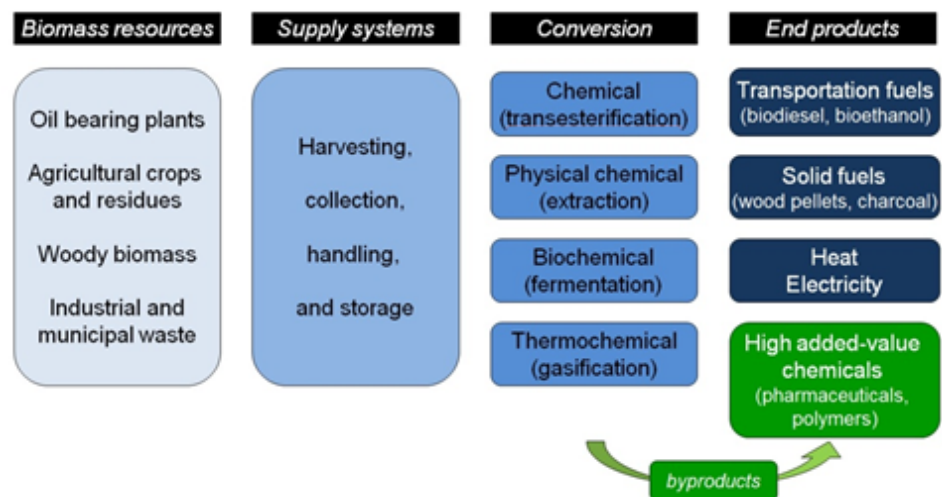 Biomass resources
Supply systems
Conversion
End products
Oil bearing plants
Agricultural crops
and residues
Woody biomass
Industrial and
municipal waste
Harvesting,
collection,
handling,
and storage
Chemical
(transesterification)
Physical chemical
(extraction)
Biochemical
(fermentation)
Thermochemical
(gasification)
Transportation fuels
(biodiesel, bioethanol)
Solid fuels
(wood pellets, charcoal)
Heat
Electricity
High added-value
chemicals
(pharmaceuticals,
polymers)
byproducts